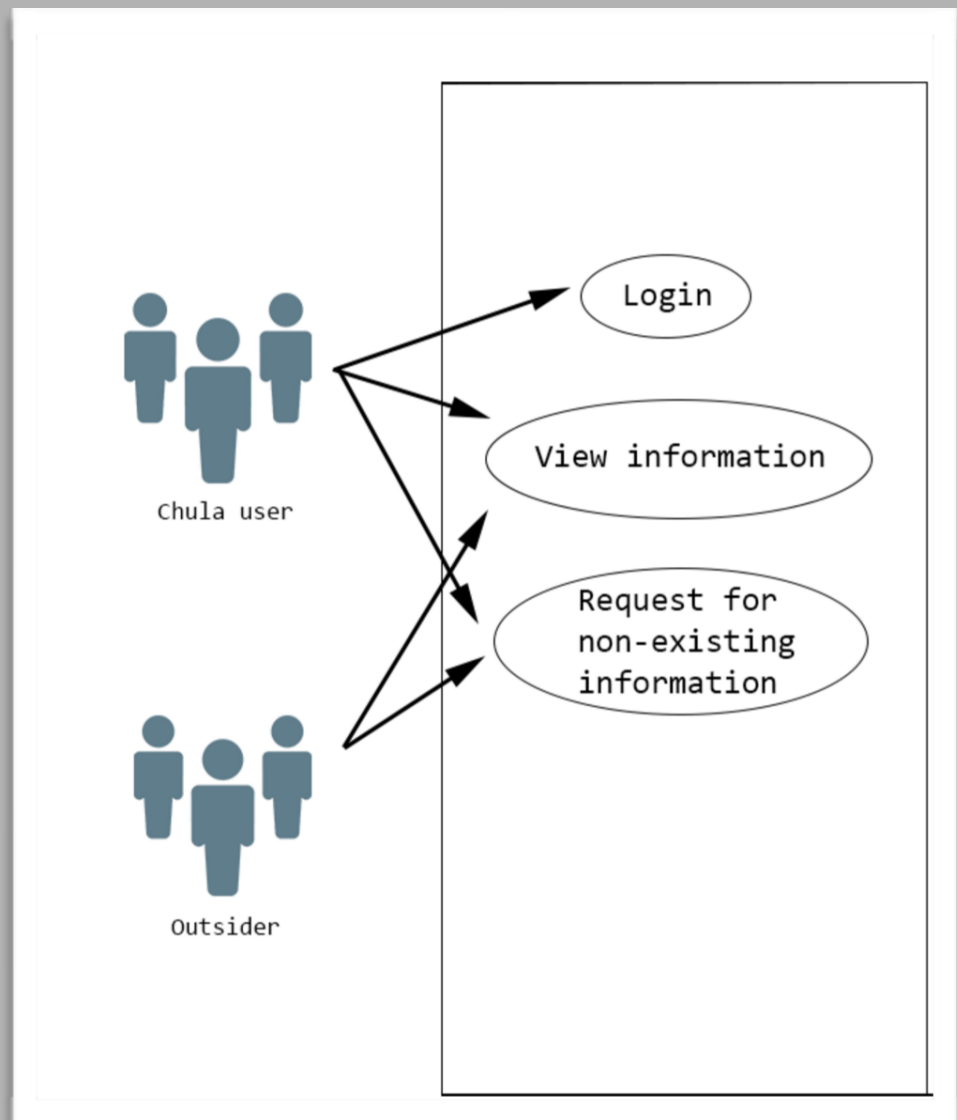 Login
View information
Chula user
Request for
non-existing
information
Outsider